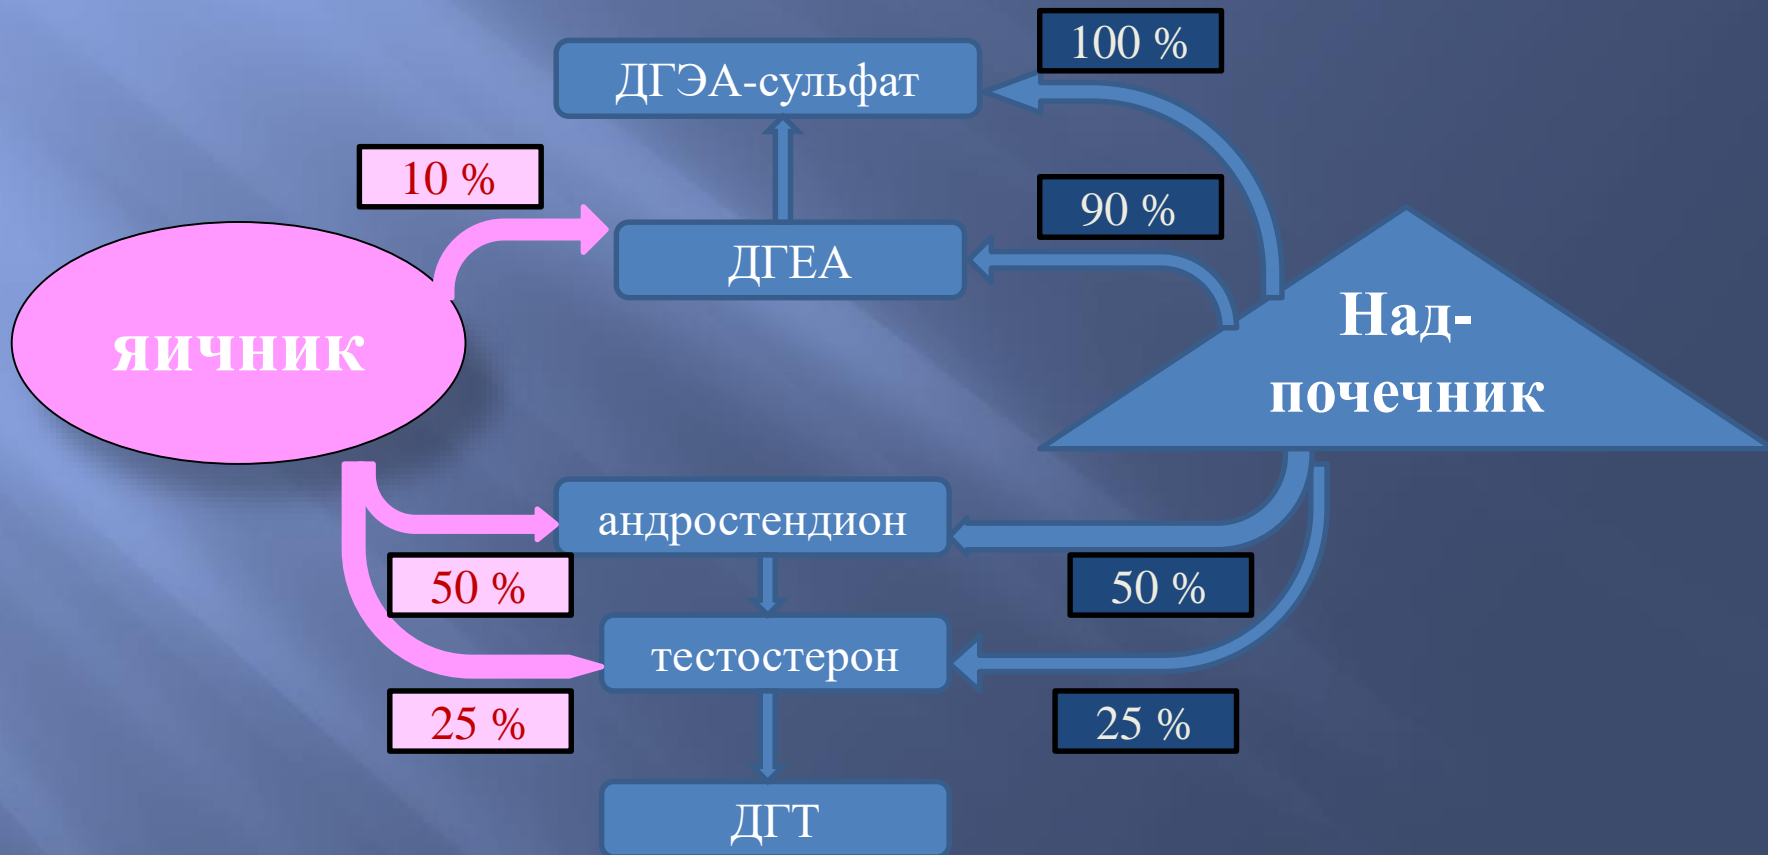 100 %
ДГЭА-сульфат
10 %
90 %
ДГЕА
яичник
Над-
почечник
андростендион
50 %
50 %
тестостерон
25 %
25 %
ДГТ